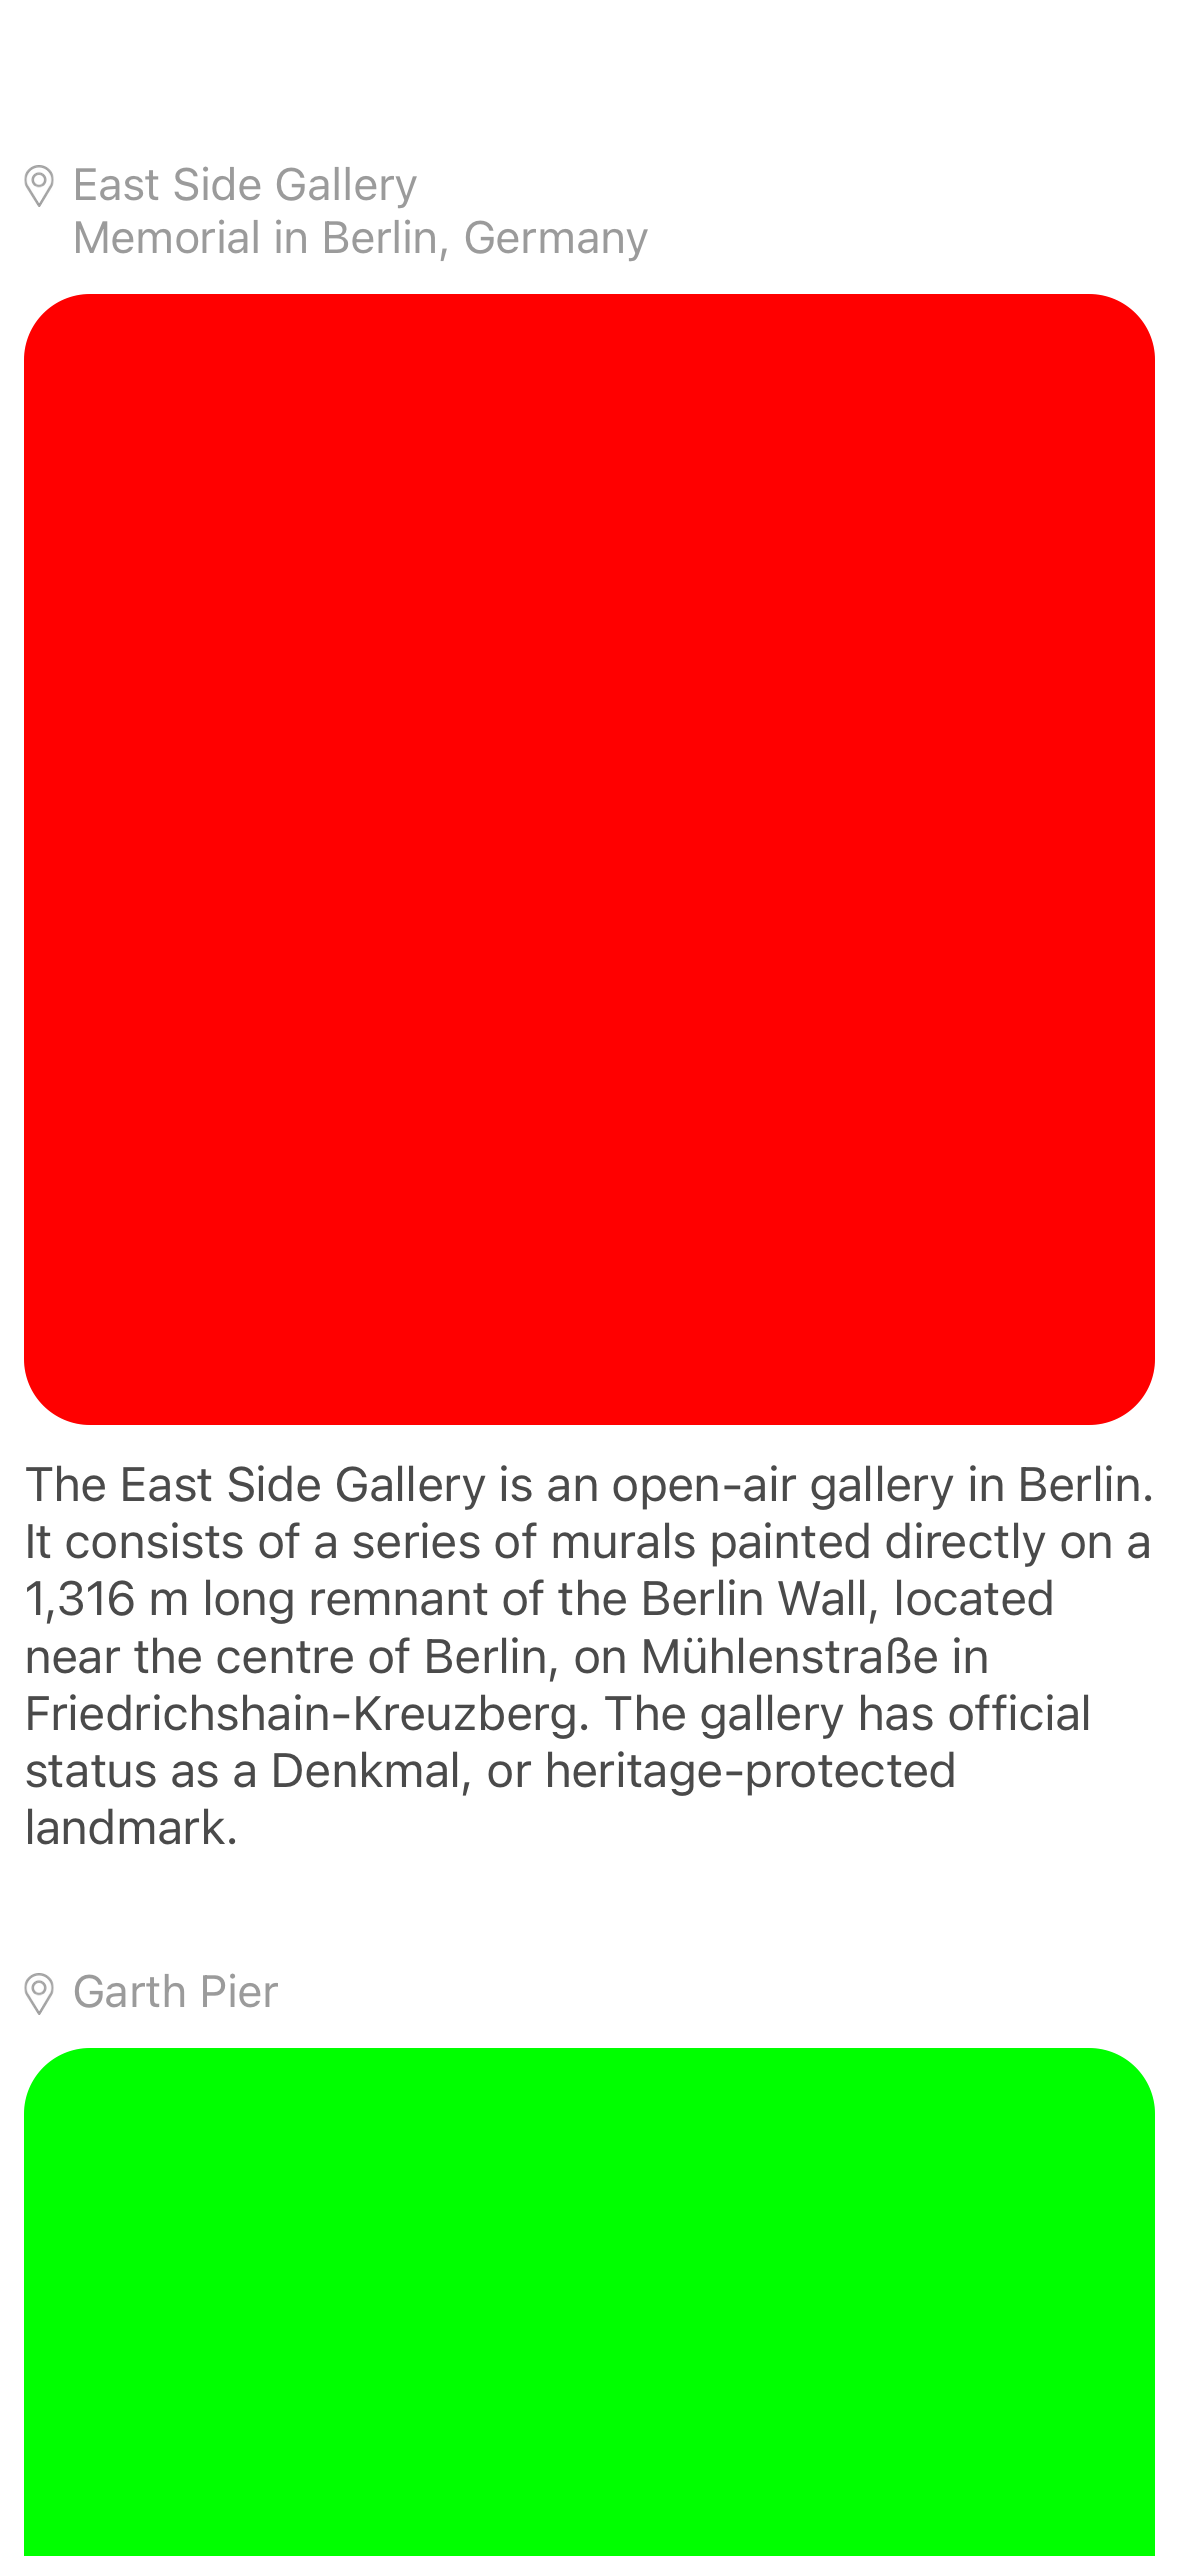 East Side Gallery
Memorial in Berlin, Germany
The East Side Gallery is an open-air gallery in Berlin.
It consists of a series of murals painted directly on a
1,316 m long remnant of the Berlin Wall, located
near the centre of Berlin, on Mühlenstraße in
Friedrichshain-Kreuzberg. The gallery has official
status as a Denkmal, or heritage-protected
landmark.
Garth Pier